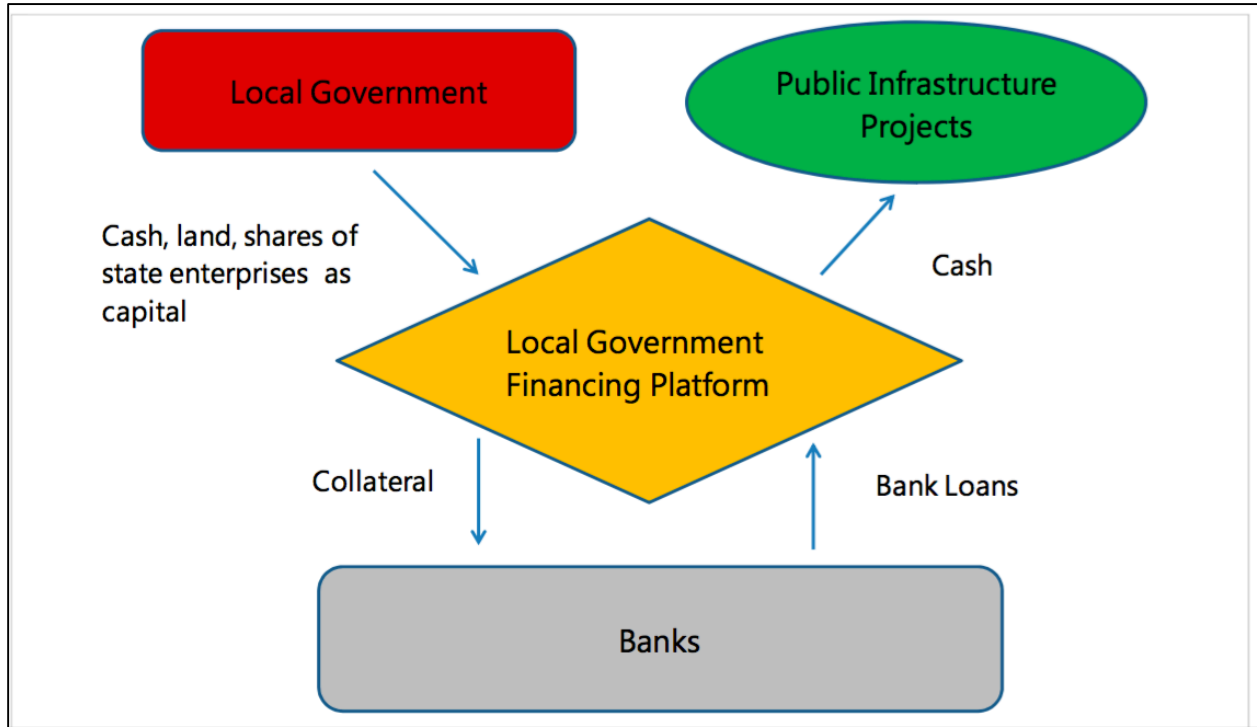 Local Government
Public Infrastructure
Projects
Cash, land, shares of
state enterprises as
capital
Cash
Local Government
Financing Platform
Collateral
Bank Loans
Banks